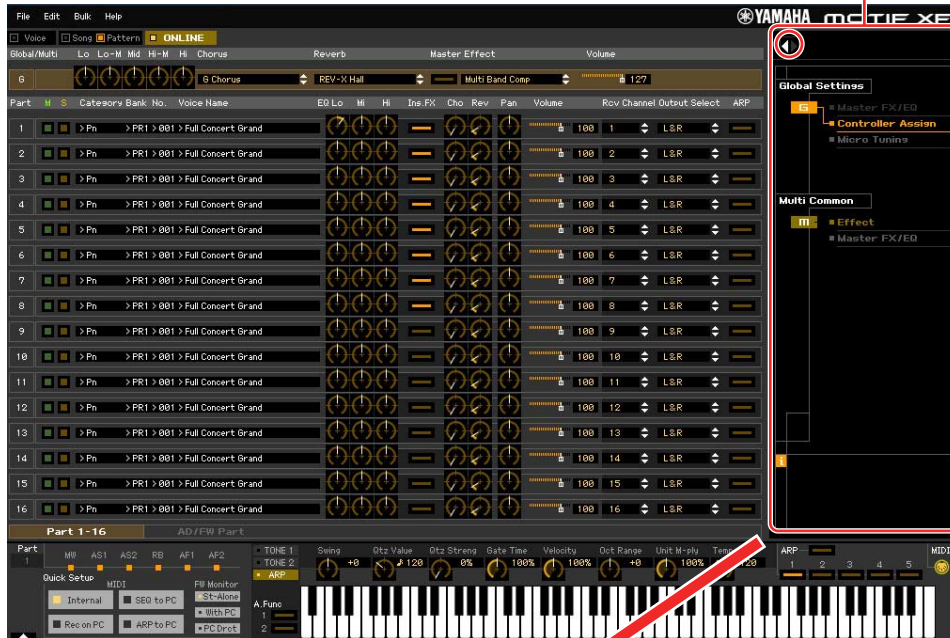 File Edit Bulk Help
YAMAHA MOTIF XF
Voice Song Pattern ONLINE
Global/Multi Lo Lo-M Mid Hi-M Hi Chorus Reverb Master Effect Volume
G G Chorus REV-X Hall Multi Band Comp 127
Part M S Category Bank No. Voice Name EQ Lo Mi Hi Ins.FX Cho Rev Pan Volume Rcv Channel Output Select ARP
1 > Pn > PR1 > 001 > Full Concert Grand 100 1 L&R
2 > Pn > PR1 > 001 > Full Concert Grand 100 2 L&R
3 > Pn > PR1 > 001 > Full Concert Grand 100 3 L&R
4 > Pn > PR1 > 001 > Full Concert Grand 100 4 L&R
5 > Pn > PR1 > 001 > Full Concert Grand 100 5 L&R
6 > Pn > PR1 > 001 > Full Concert Grand 100 6 L&R
7 > Pn > PR1 > 001 > Full Concert Grand 100 7 L&R
8 > Pn > PR1 > 001 > Full Concert Grand 100 8 L&R
9 > Pn > PR1 > 001 > Full Concert Grand 100 9 L&R
10 > Pn > PR1 > 001 > Full Concert Grand 100 10 L&R
11 > Pn > PR1 > 001 > Full Concert Grand 100 11 L&R
12 > Pn > PR1 > 001 > Full Concert Grand 100 12 L&R
13 > Pn > PR1 > 001 > Full Concert Grand 100 13 L&R
14 > Pn > PR1 > 001 > Full Concert Grand 100 14 L&R
15 > Pn > PR1 > 001 > Full Concert Grand 100 15 L&R
16 > Pn > PR1 > 001 > Full Concert Grand 100 16 L&R
Global Settings
G Master FX/EQ
Controller Assign
Micro Tuning
Multi Common
M Effect
Master FX/EQ
i
Part 1-16 AD/FW Part
Part MW AS1 AS2 RB AF1 AF2
1
TONE 1
TONE 2
ARP
Swing Qtz Value Qtz Streng Gate Time Velocity Oct Range Unit M-ply
+0 120 0% 100% 100% +0 100% 20
ARP
1 2 3 4 5
MIDI
Quick Setup MIDI FW Monitor
Internal SEQ to PC St-Alone
With PC
Rec on PC ARP to PC PC Drct
A.Func
1
2